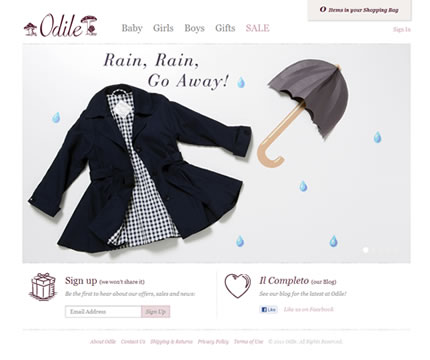 0 Items in your Shopping Bag
Odile
Baby Girls Boys Gifts SALE
Sign In
Rain, Rain,
Go Away!
Sign up (we won't share it)
Be the first to hear about our offers, sales and news:
Email Address Sign Up
Il Completo (our Blog)
See our blog for the latest at Odile!
Like Like us on Facebook
About Odile Contact Us Shipping & Returns Privacy Policy Terms of Use © 2011 Odile. All Rights Reserved.